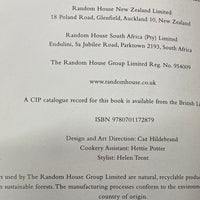 Random House New Zealand Limited
18 Poland Road, Glenfield, Auckland 10, New Zealand
Random House South Africa (Pty) Limited
Endulini, 5a Jubilee Road, Parktown 2193, South Africa
The Random House Group Limited Reg. No. 954009
www.randomhouse.co.uk
A CIP catalogue record for this book is available from the British Li
ISBN 9780701172879
Design and Art Direction: Caz Hildebrand
Cookery Assistant: Hettie Potter
Stylist: Helen Trent
s used by The Random House Group Limited are natural, recyclable produc
m sustainable forests. The manufacturing processes conform to the environm
country of origin.